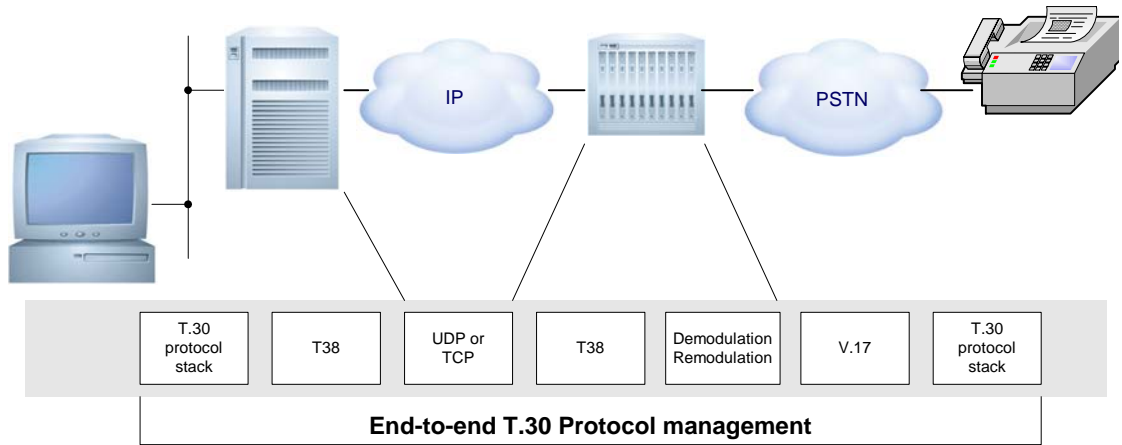 IP
PSTN
T.30
protocol
stack
T38
UDP or
TCP
T38
Demodulation
Remodulation
V.17
T.30
protocol
stack
End-to-end T.30 Protocol management